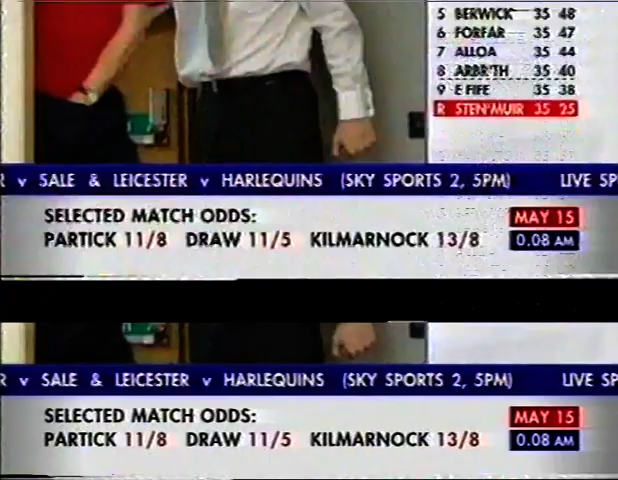 5 BERWICK 35 48
6 FORFAR 35 47
7 ALLOA 35 44
8 ARBR'TH 35 40
9 E FIFE 35 38
R STEN'MUIR 35 25
R v SALE & LEICESTER v HARLEQUINS (SKY SPORTS 2, 5PM) LIVE SP
SELECTED MATCH ODDS: MAY 15
PARTICK 11/8 DRAW 11/5 KILMARNOCK 13/8 0.08 AM
R v SALE & LEICESTER v HARLEQUINS (SKY SPORTS 2, 5PM) LIVE SP
SELECTED MATCH ODDS: MAY 15
PARTICK 11/8 DRAW 11/5 KILMARNOCK 13/8 0.08 AM